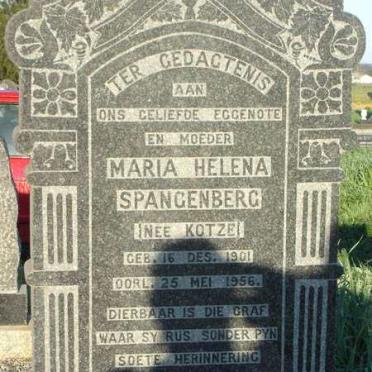 TER GEDAGTENIS
AAN
ONS GELIEFDE EGGENOTE
EN MOEDER
MARIA HELENA
SPANGENBERG
(NEE KOTZE)
GEB. 16 DES. 1901
OORL. 25 MEI 1956.
DIERBAAR IS DIE GRAF
WAAR SY RUS SONDER PYN
SOETE HERINNERING